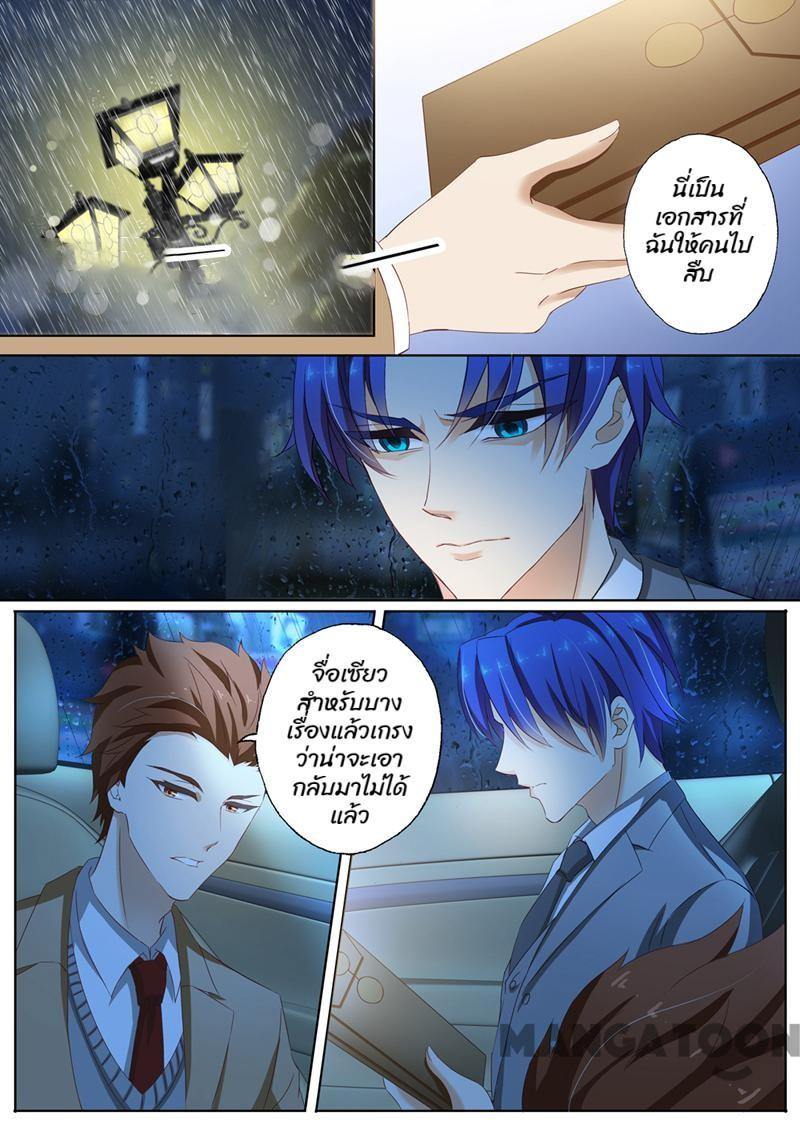 นี่เป็น
เอกสารที่
ฉันให้คนไป
สืบ
จื่อเซียว
สำหรับบาง
เรื่องแล้วเกรง
ว่าน่าจะเอา
กลับมาไม่ได้
แล้ว
MANGATOON